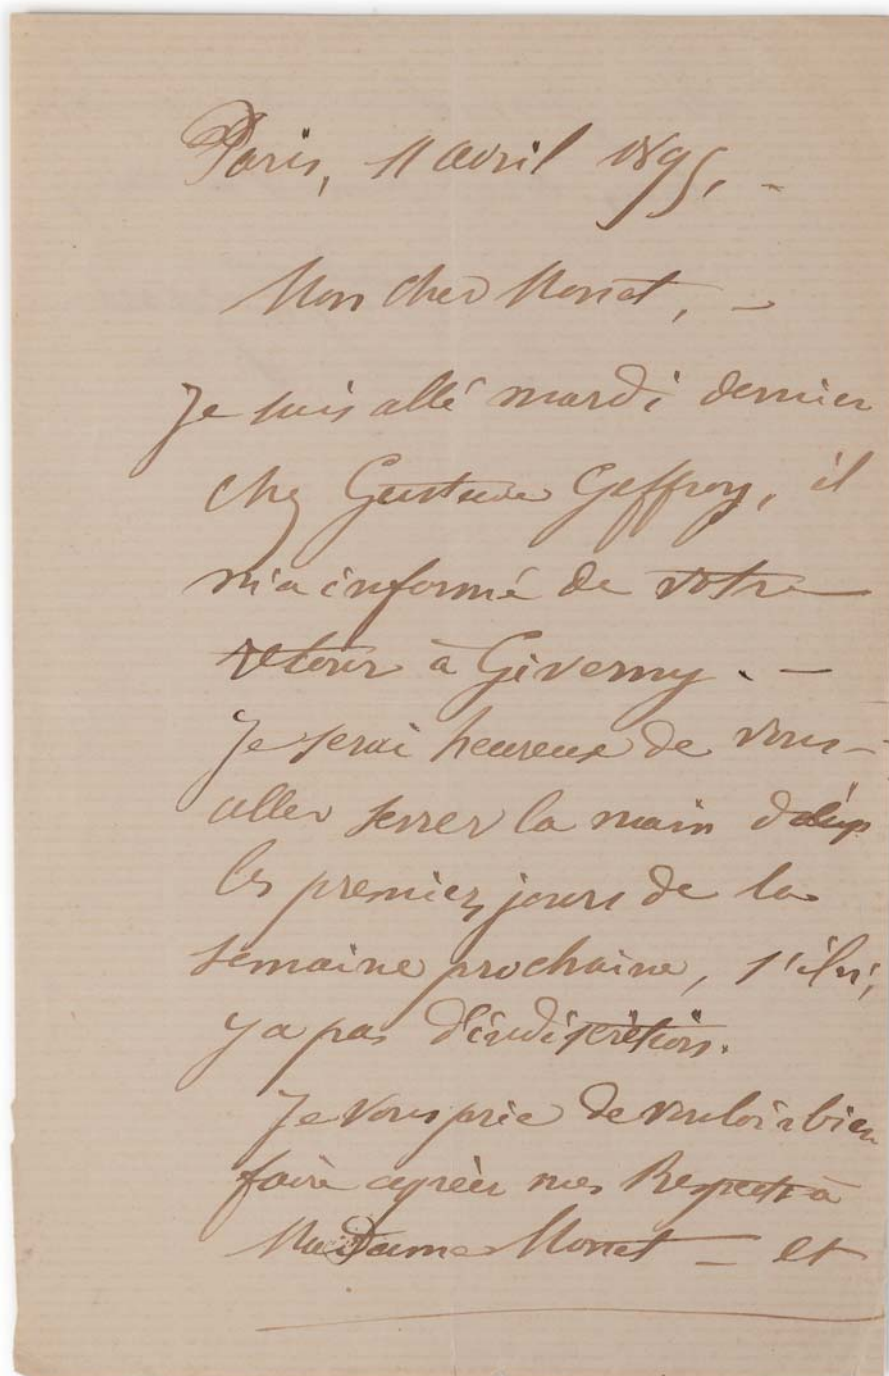 Paris, 11 avril 1895, -
Mon cher Monet, -
Je suis allé mardi dernier
chez Gustave Geffroy, il
m'a informé de votre
retour à Giverny. -
Je serai heureux de vous -
aller serrer la main
les premiers jours de la
semaine prochaine, s'il n',
y a pas d'indiscrétion.
Je vous prie de vouloir bien
faire agréer mes Respects à
Madame Monet - et